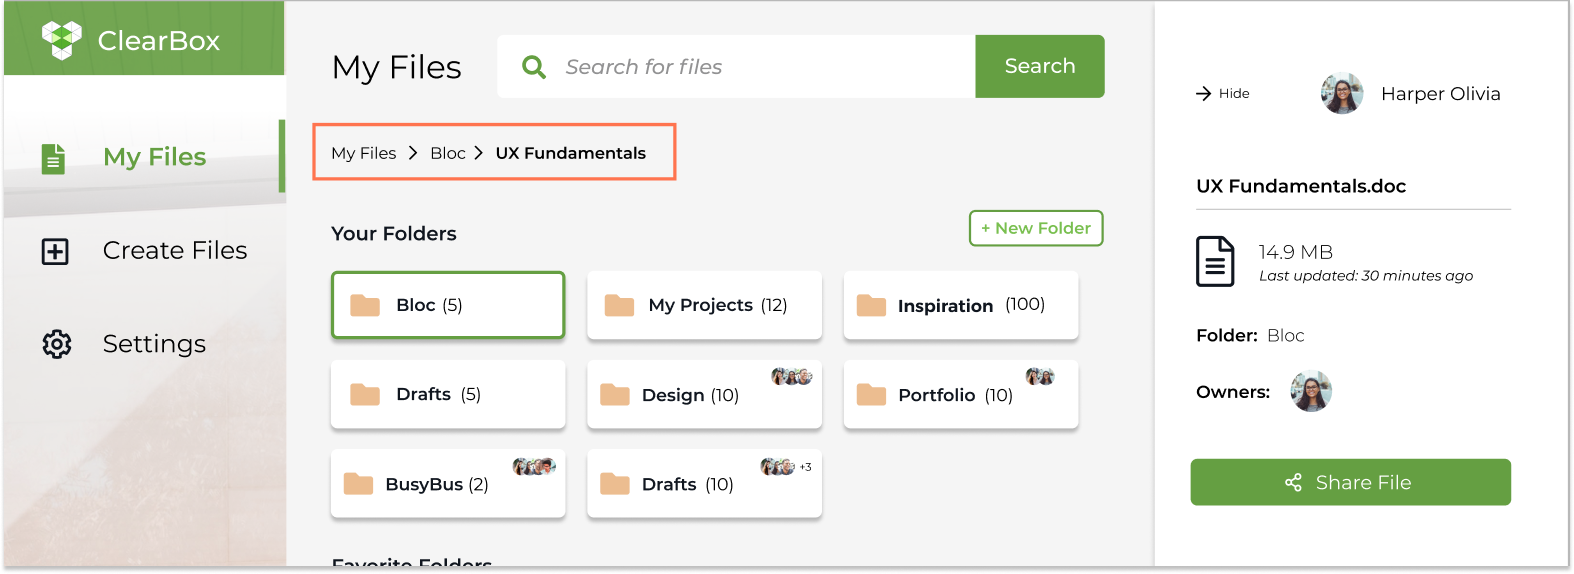 ClearBox
My Files
Create Files
Settings
My Files
Search for files
Search
My Files > Bloc > UX Fundamentals
Your Folders
+ New Folder
Bloc (5)
My Projects (12)
Inspiration (100)
Drafts (5)
Design (10)
Portfolio (10)
BusyBus (2)
Drafts (10)
+3
Favorite Folders
Hide
Harper Olivia
UX Fundamentals.doc
14.9 MB
Last updated: 30 minutes ago
Folder: Bloc
Owners:
Share File